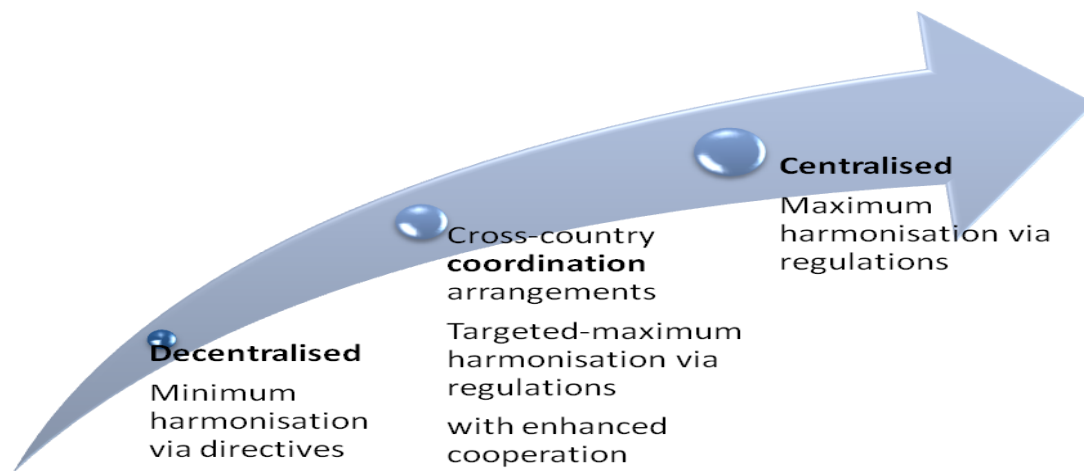 Decentralised
Minimum
harmonisation
via directives
Cross-country
coordination
arrangements
Targeted-maximum
harmonisation via
regulations
with enhanced
cooperation
Centralised
Maximum
harmonisation via
regulations